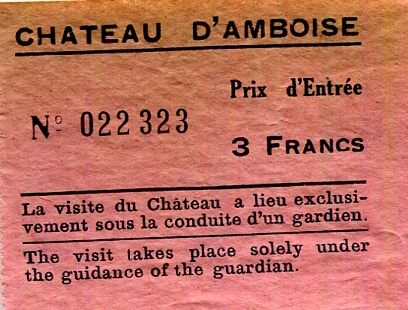 CHATEAU D'AMBOISE
Prix d'Entrée
Nº 022323
3 FRANCS
La visite du Château a lieu exclusi-
vement sous la conduite d'un gardien.
The visit takes place solely under
the guidance of the guardian.